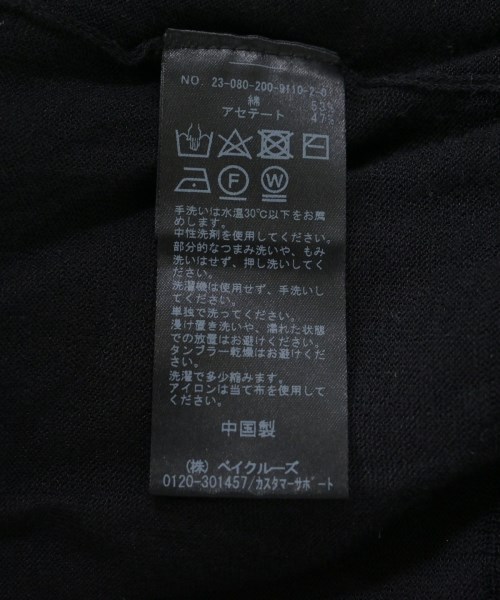 NO. 23-080-200-9110-2-0
綿 53%
アセテート 47%
F
W
手洗いは水温30℃以下をお薦
めします。
中性洗剤を使用してください。
部分的なつまみ洗いや、もみ
洗いはせず、押し洗いしてく
ださい。
洗濯機は使用せず、手洗いし
てください。
単独で洗ってください。
浸け置き洗いや、濡れた状態
での放置はお避けください。
タンブラー乾燥はお避けくだ
さい。
洗濯で多少縮みます。
アイロンは当て布を使用して
ください。
中国製
(株) ベイクルーズ
0120-301457/カスタマーサポート